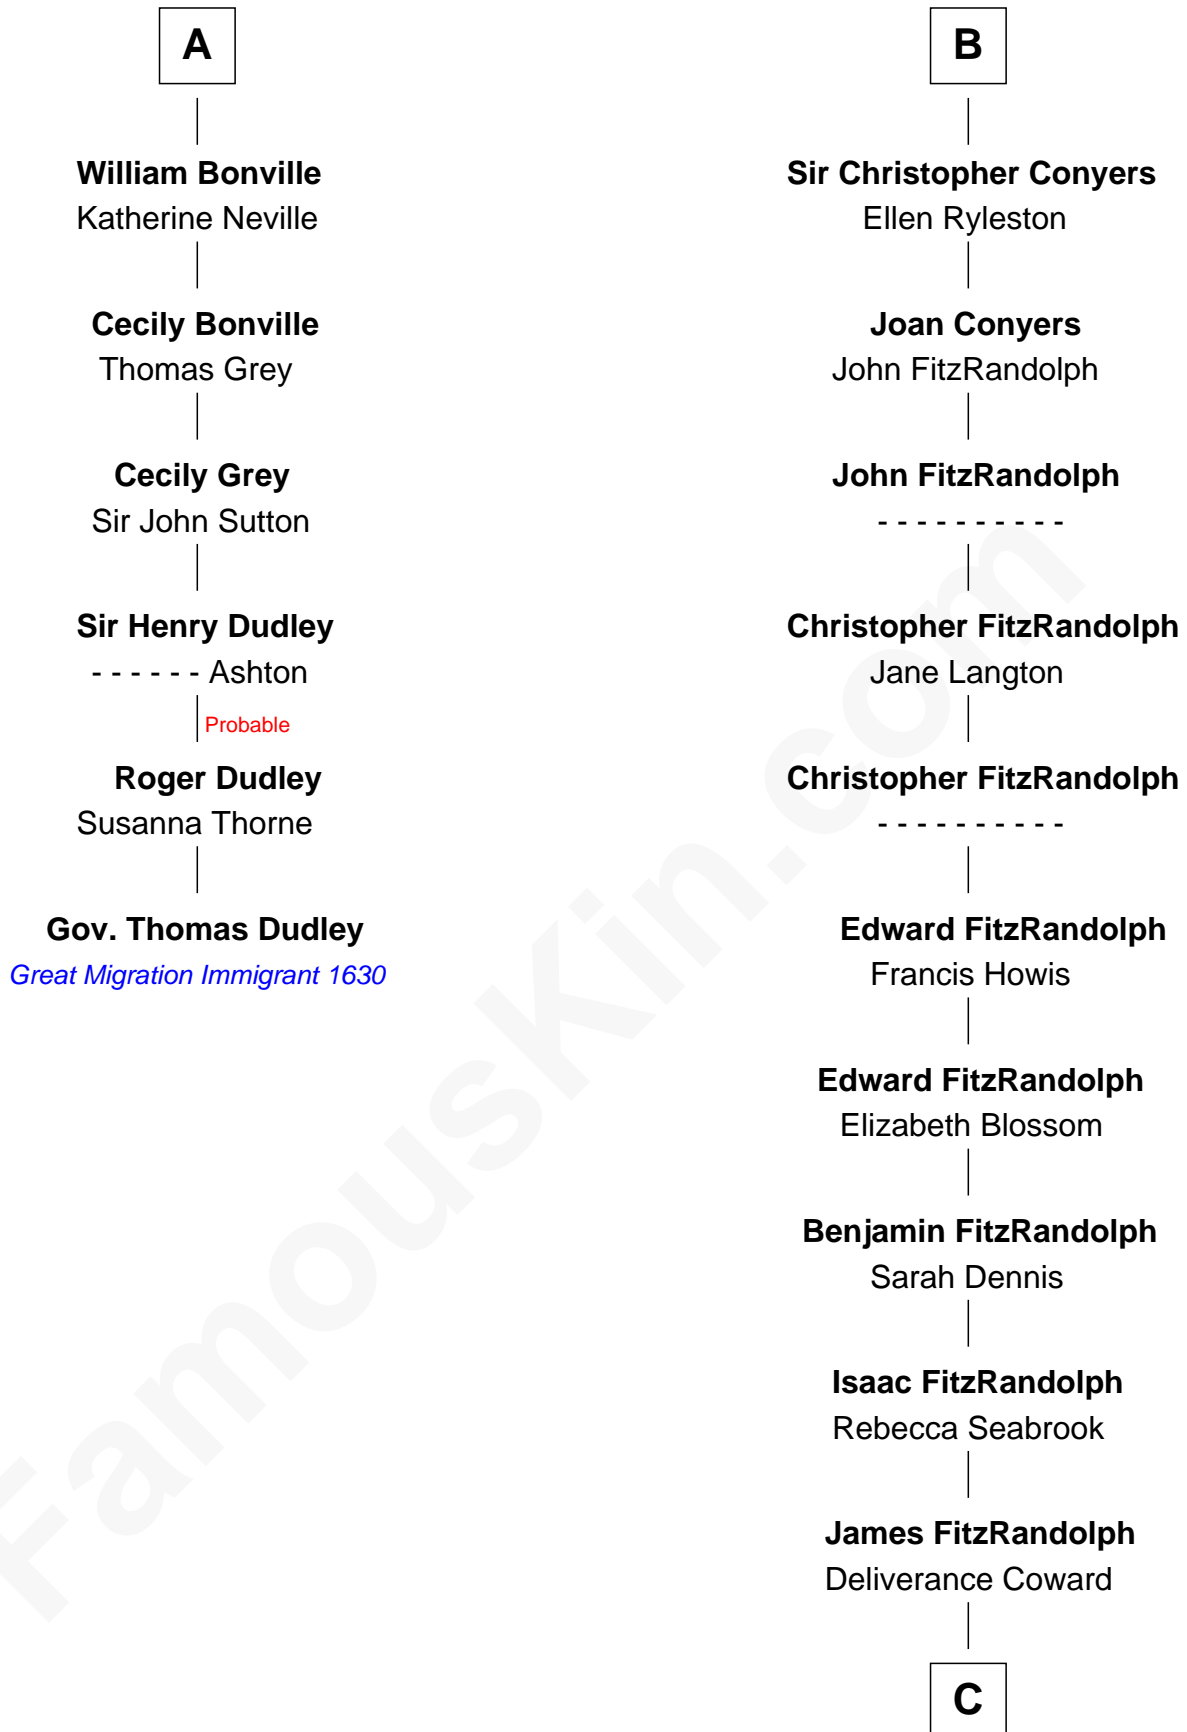 A
William Bonville
Katherine Neville
Cecily Bonville
Thomas Grey
Cecily Grey
Sir John Sutton
Sir Henry Dudley
- - - - - - Ashton
Probable
Roger Dudley
Susanna Thorne
Gov. Thomas Dudley
Great Migration Immigrant 1630
B
Sir Christopher Conyers
Ellen Ryleston
Joan Conyers
John FitzRandolph
John FitzRandolph
- - - - - - - - - -
Christopher FitzRandolph
Jane Langton
Christopher FitzRandolph
- - - - - - - - - -
Edward FitzRandolph
Francis Howis
Edward FitzRandolph
Elizabeth Blossom
Benjamin FitzRandolph
Sarah Dennis
Isaac FitzRandolph
Rebecca Seabrook
James FitzRandolph
Deliverance Coward
C
FamousKin.com